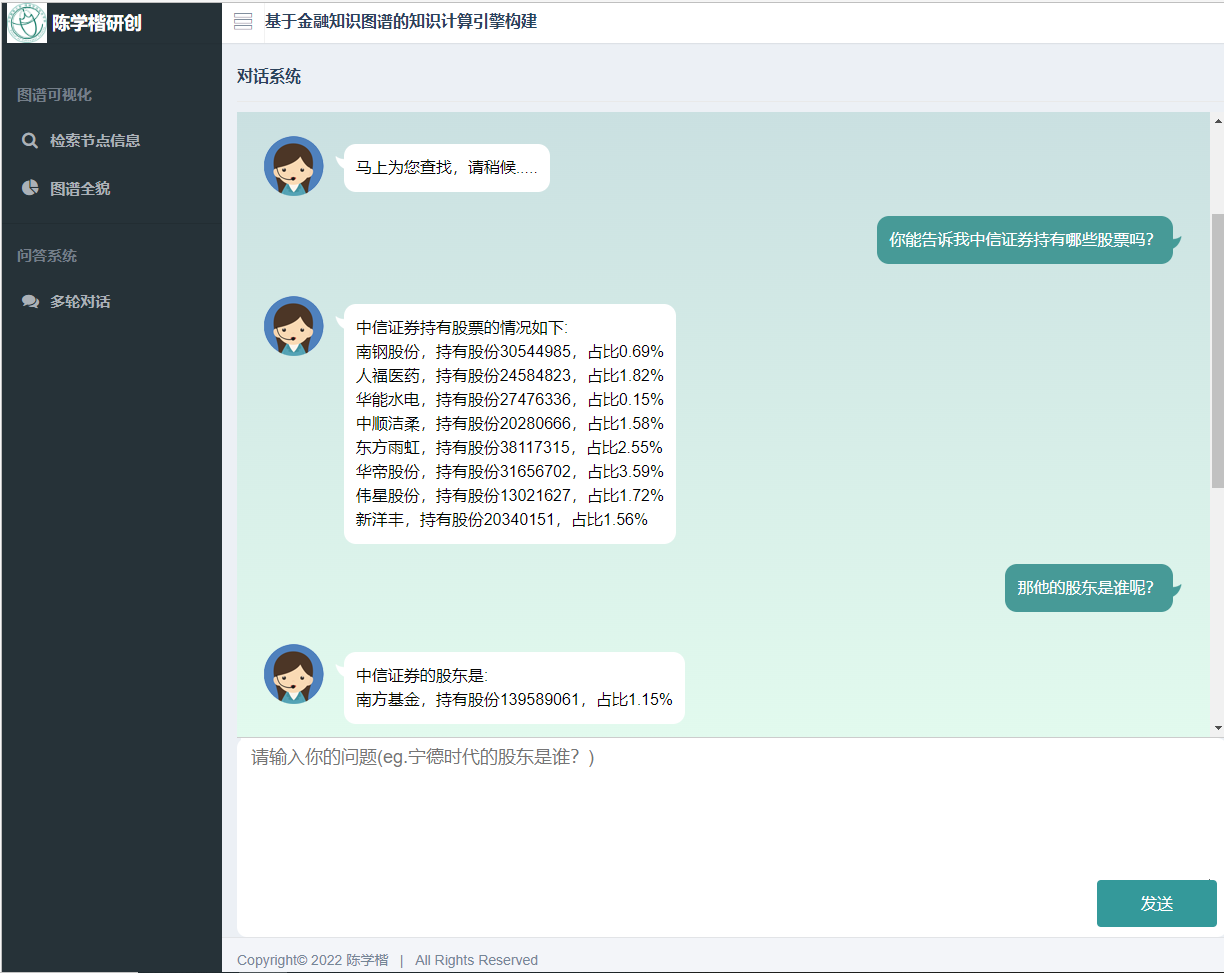 陈学楷研创
基于金融知识图谱的知识计算引擎构建
图谱可视化
检索节点信息
图谱全貌
问答系统
多轮对话
对话系统
马上为您查找，请稍候.....
你能告诉我中信证券持有哪些股票吗?
中信证券持有股票的情况如下:
南钢股份，持有股份30544985，占比0.69%
人福医药，持有股份24584823，占比1.82%
华能水电，持有股份27476336，占比0.15%
中顺洁柔，持有股份20280666，占比1.58%
东方雨虹，持有股份38117315，占比2.55%
华帝股份，持有股份31656702，占比3.59%
伟星股份，持有股份13021627，占比1.72%
新洋丰，持有股份20340151，占比1.56%
那他的股东是谁呢?
中信证券的股东是:
南方基金，持有股份139589061，占比1.15%
请输入你的问题(eg.宁德时代的股东是谁？)
发送
Copyright© 2022 陈学楷 | All Rights Reserved